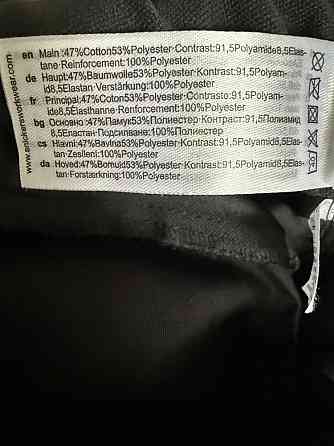 en Main:47%Cotton53%Polyester·Contrast:91,5Polyamide8,5Elas-
tane·Reinforcement:100%Polyester
de Haupt:47%Baumwolle53%Polyester·Kontrast:91,5Polya-
mid8,5Elastan·Verstärkung:100%Polyester
fr Principal:47%Coton53%Polyester·Contraste:91,5Polyam-
ide8,5Élasthanne·Renforcement:100%Polyester
bg Основно:47%Памук53%Полиестер·Контраст:91,5Полиамид
8,5Еластан·Подсилване:100%Полиестер
cs Hlavní:47%Bavlna53%Polyester·Kontrast:91,5Polyamid8,5Elas-
tan·Zesílení:100%Polyester
da Hoved:47%Bomuld53%Polyester·Kontrast:91,5Polyamid8,5Elas-
tan·Forstærkning:100%Polyester
www.snickersworkwear.com